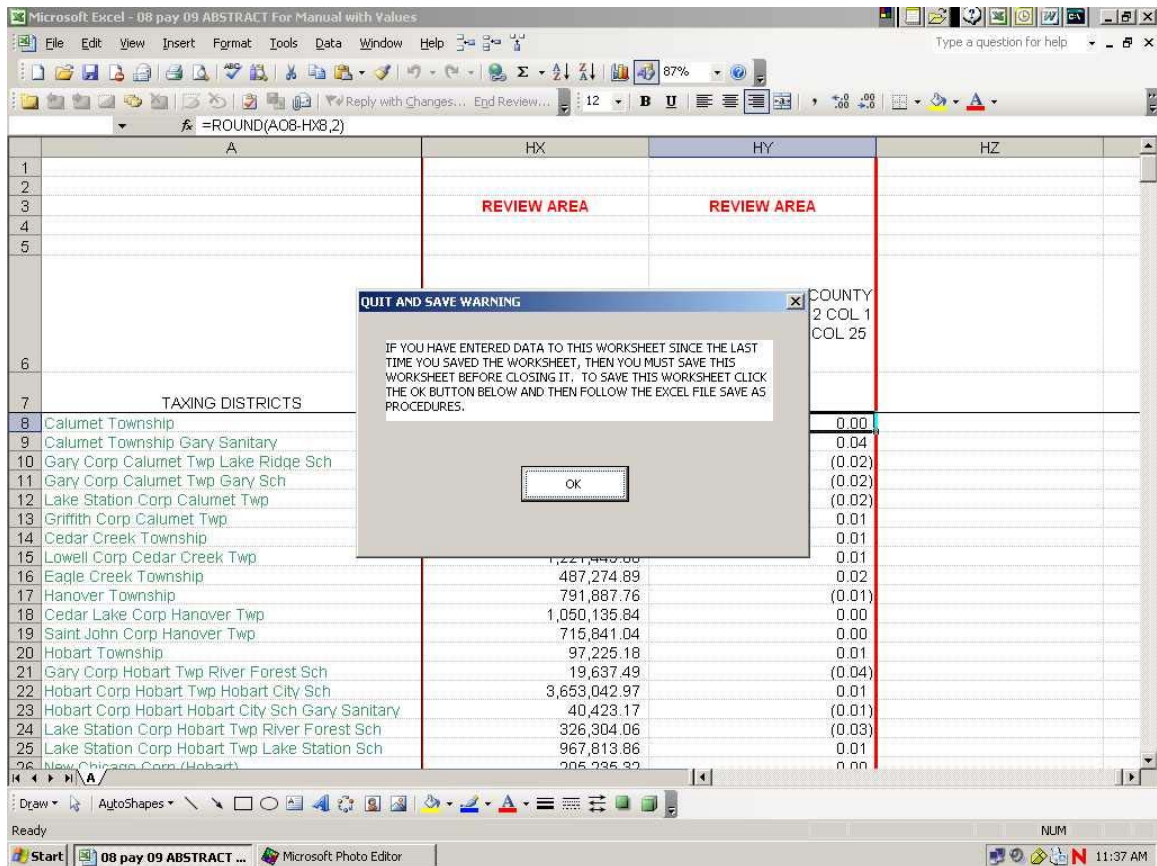 Microsoft Excel - 08 pay 09 ABSTRACT For Manual with Values
File Edit View Insert Format Tools Data Window Help
Type a question for help
87%
Reply with Changes... End Review...
12 B U
fx =ROUND(AO8-HX8,2)
A HX HY HZ
1
2
3 REVIEW AREA REVIEW AREA
4
5
COUNTY
2 COL 1
COL 25
6
7 TAXING DISTRICTS
QUIT AND SAVE WARNING
IF YOU HAVE ENTERED DATA TO THIS WORKSHEET SINCE THE LAST
TIME YOU SAVED THE WORKSHEET, THEN YOU MUST SAVE THIS
WORKSHEET BEFORE CLOSING IT. TO SAVE THIS WORKSHEET CLICK
THE OK BUTTON BELOW AND THEN FOLLOW THE EXCEL FILE SAVE AS
PROCEDURES.
OK
8 Calumet Township 0.00
9 Calumet Township Gary Sanitary 0.04
10 Gary Corp Calumet Twp Lake Ridge Sch (0.02)
11 Gary Corp Calumet Twp Gary Sch (0.02)
12 Lake Station Corp Calumet Twp (0.02)
13 Griffith Corp Calumet Twp 0.01
14 Cedar Creek Township 0.01
15 Lowell Corp Cedar Creek Twp 0.01
16 Eagle Creek Township 487,274.89 0.02
17 Hanover Township 791,887.76 (0.01)
18 Cedar Lake Corp Hanover Twp 1,050,135.84 0.00
19 Saint John Corp Hanover Twp 715,841.04 0.00
20 Hobart Township 97,225.18 0.01
21 Gary Corp Hobart Twp River Forest Sch 19,637.49 (0.04)
22 Hobart Corp Hobart Twp Hobart City Sch 3,653,042.97 0.01
23 Hobart Corp Hobart Hobart City Sch Gary Sanitary 40,423.17 (0.01)
24 Lake Station Corp Hobart Twp River Forest Sch 326,304.06 (0.03)
25 Lake Station Corp Hobart Twp Lake Station Sch 967,813.86 0.01
26 New Chicago Corp (Hobart) 205,235.32 0.00
A
Draw AutoShapes
Ready NUM
Start 08 pay 09 ABSTRACT ... Microsoft Photo Editor 11:37 AM